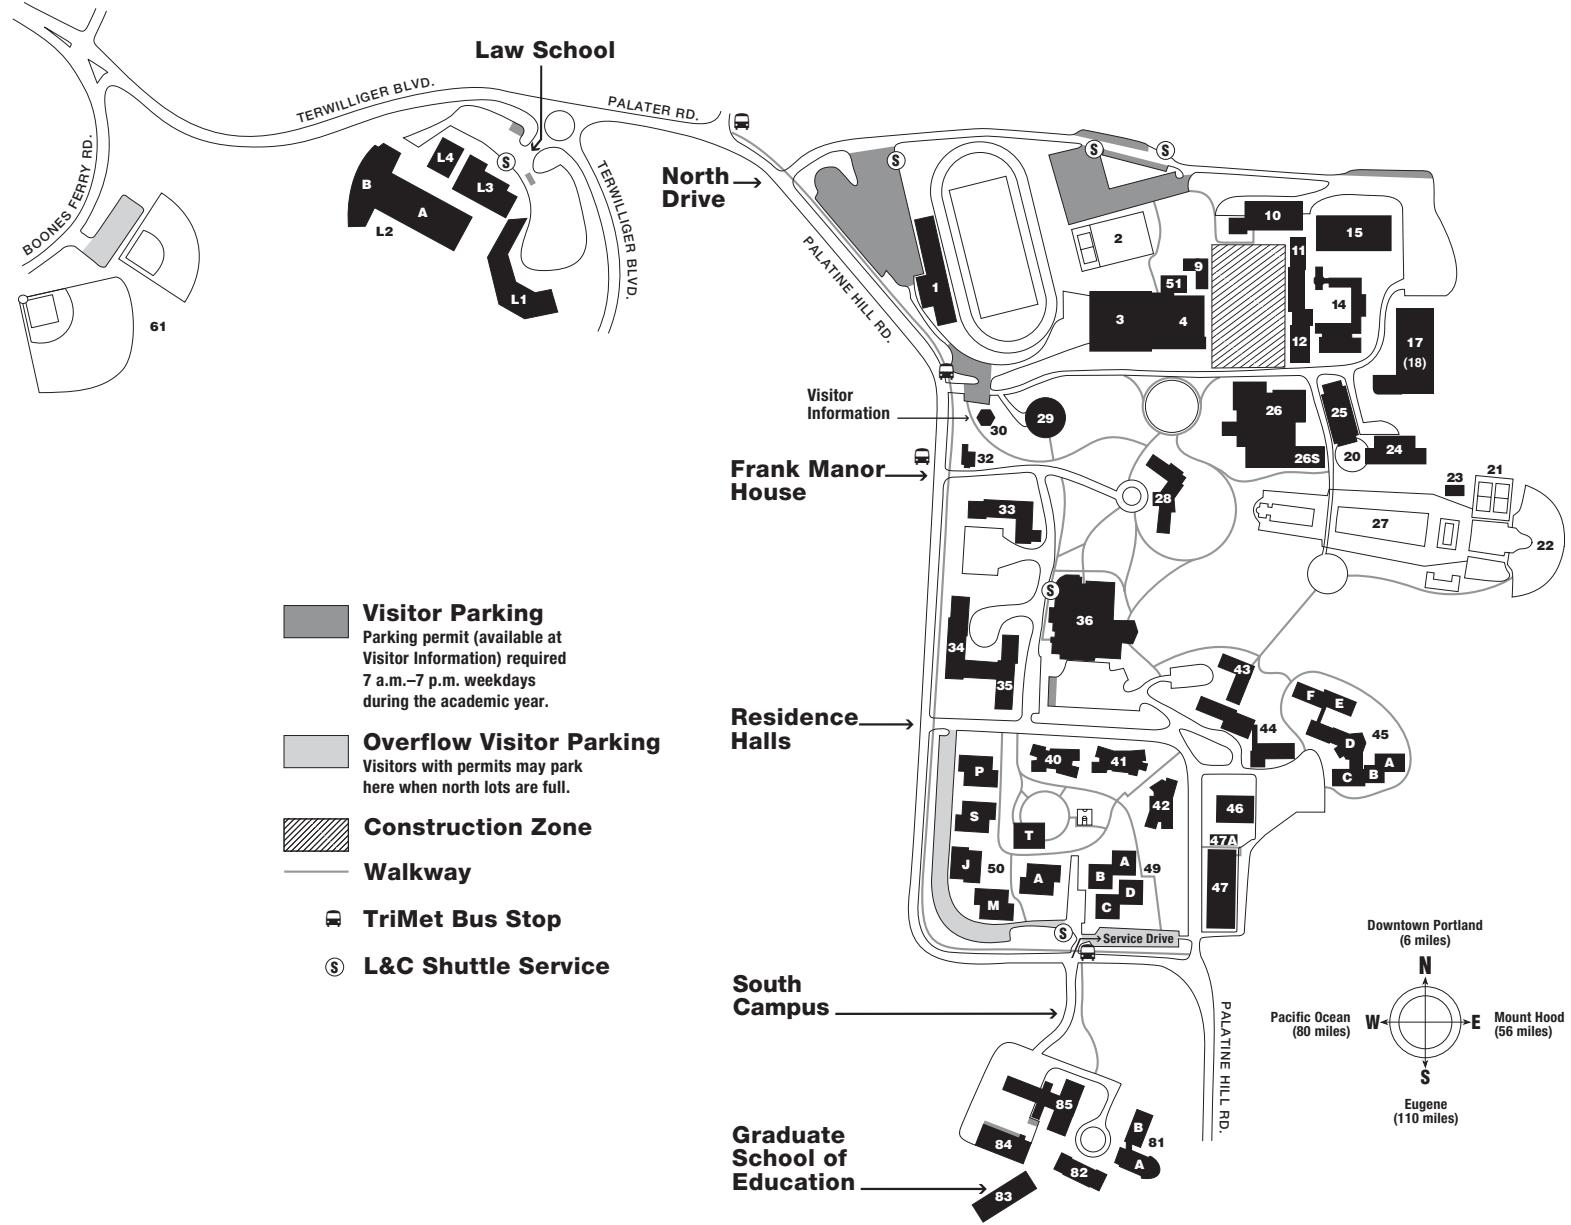 Law School
TERWILLIGER BLVD.
PALATER RD.
BOONES FERRY RD.
TERWILLIGER BLVD.
L4
L3
B
A
L2
L1
S
61
North
Drive
PALATINE HILL RD.
S
S
S
1
2
3
4
9
51
10
11
12
14
15
17
(18)
Visitor
Information
29
30
32
26
26S
25
20
24
23
21
22
27
28
Frank Manor
House
33
34
35
S
36
Visitor Parking
Parking permit (available at
Visitor Information) required
7 a.m.–7 p.m. weekdays
during the academic year.
Overflow Visitor Parking
Visitors with permits may park
here when north lots are full.
Construction Zone
Walkway
TriMet Bus Stop
S
L&C Shuttle Service
Residence
Halls
43
44
F
E
45
D
A
B
C
40
41
42
46
47A
47
P
S
T
J
50
A
M
A
B
49
D
C
S
Service Drive
South
Campus
PALATINE HILL RD.
Downtown Portland
(6 miles)
N
Pacific Ocean
(80 miles)
W
E
Mount Hood
(56 miles)
S
Eugene
(110 miles)
Graduate
School of
Education
85
84
83
82
B
81
A